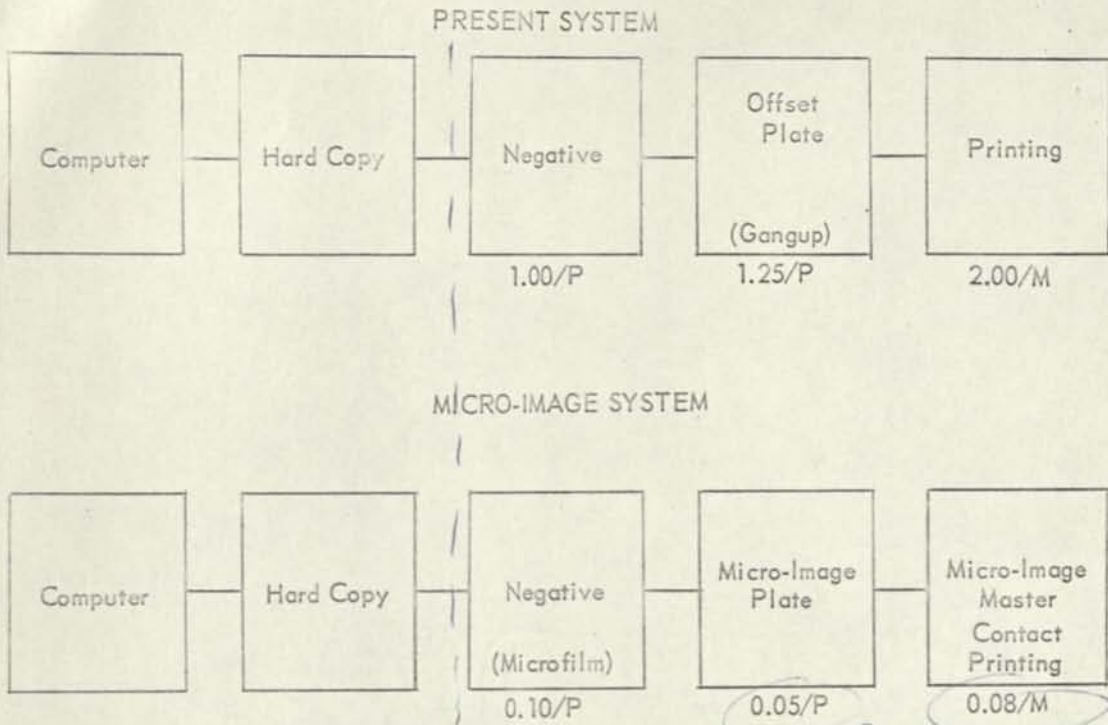 PRESENT SYSTEM
Computer
Hard Copy
Negative
Offset
Plate
(Gangup)
Printing
1.00/P
1.25/P
2.00/M
MICRO-IMAGE SYSTEM
Computer
Hard Copy
Negative
(Microfilm)
Micro-Image
Plate
Micro-Image
Master
Contact
Printing
0.10/P
0.05/P
0.08/M